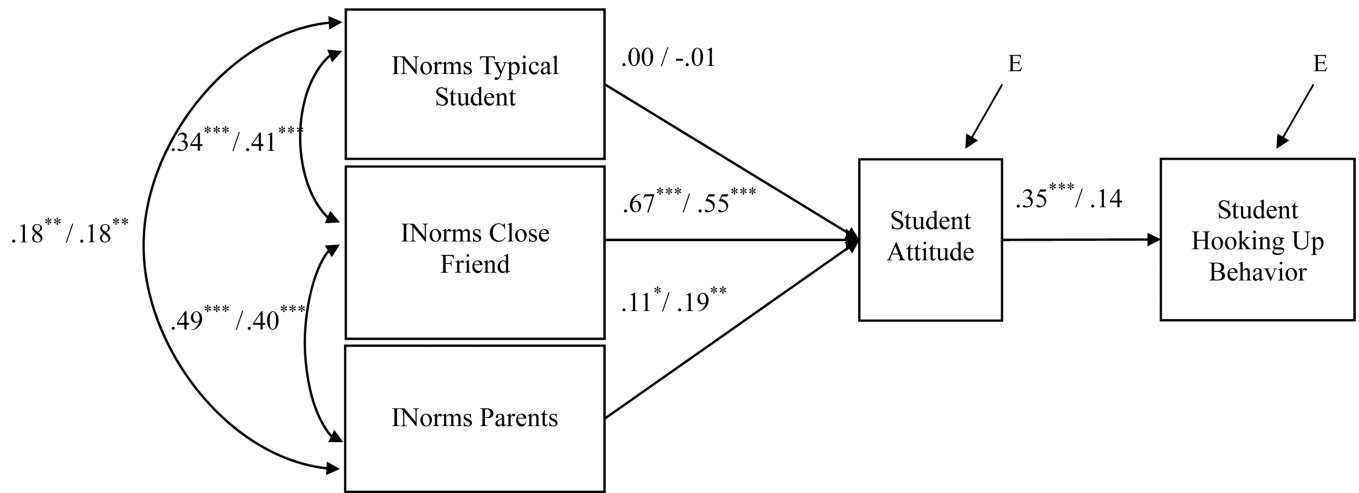 INorms Typical
Student
.00 / -.01
E
E
.34***/ .41***
.18**/ .18**
INorms Close
Friend
.67***/ .55***
Student
Attitude
.35***/ .14
Student
Hooking Up
Behavior
.49***/ .40***
.11*/ .19**
INorms Parents